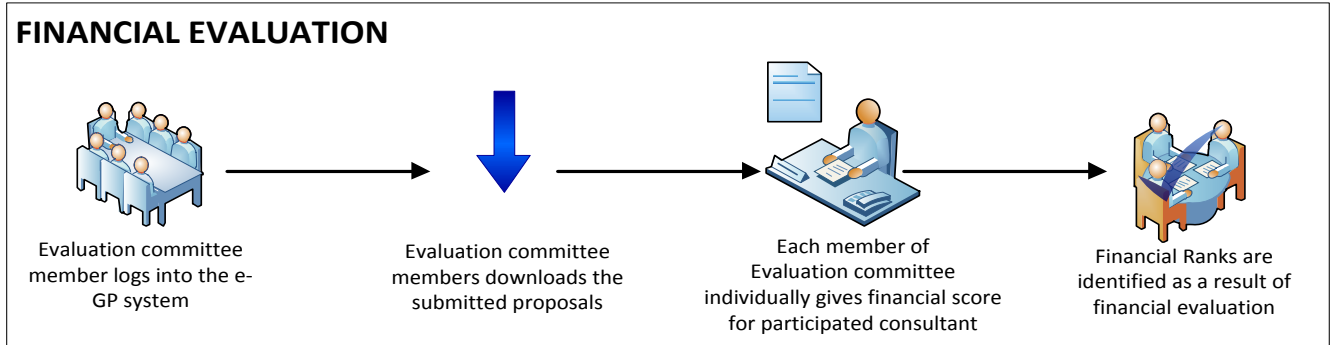 FINANCIAL EVALUATION
Evaluation committee
member logs into the e-
GP system
Evaluation committee
members downloads the
submitted proposals
Each member of
Evaluation committee
individually gives financial score
for participated consultant
Financial Ranks are
identified as a result of
financial evaluation